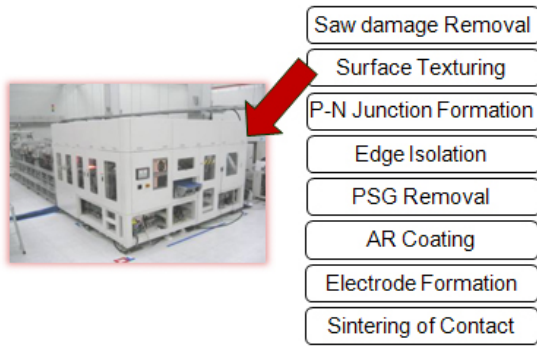 Saw damage Removal
Surface Texturing
P-N Junction Formation
Edge Isolation
PSG Removal
AR Coating
Electrode Formation
Sintering of Contact